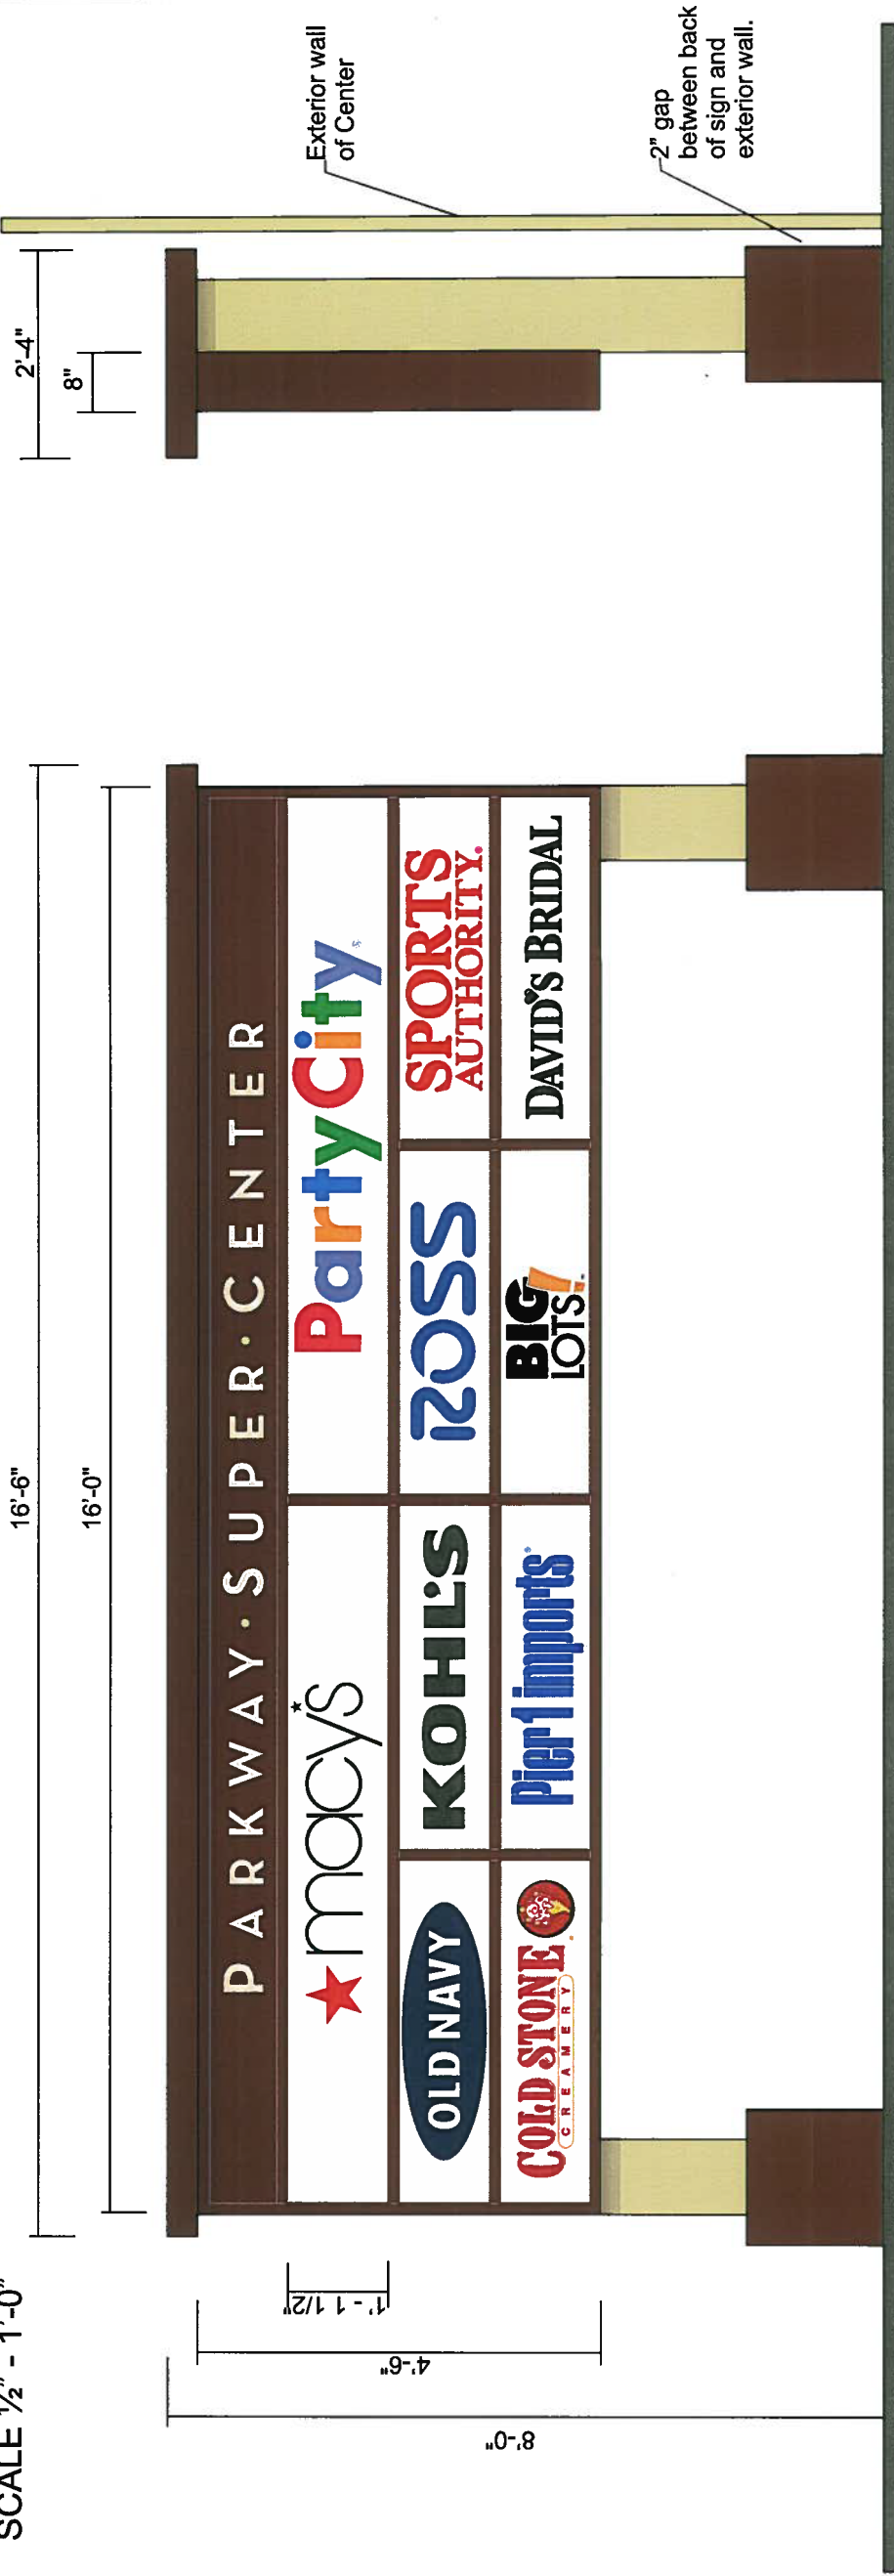 SCALE ½" - 1'-0"
16'-6"
16'-0"
2'-4"
8"
Exterior wall
of Center
2" gap
between back
of sign and
exterior wall.
8'-0"
4'-6"
1' - 1 1/2"
PARKWAY·SUPER·CENTER
macy's
PartyCity
OLD NAVY
KOHL'S
ROSS
SPORTS
AUTHORITY.
COLD STONE
CREAMERY
Pier 1 imports
BIG
LOTS!
DAVID'S BRIDAL